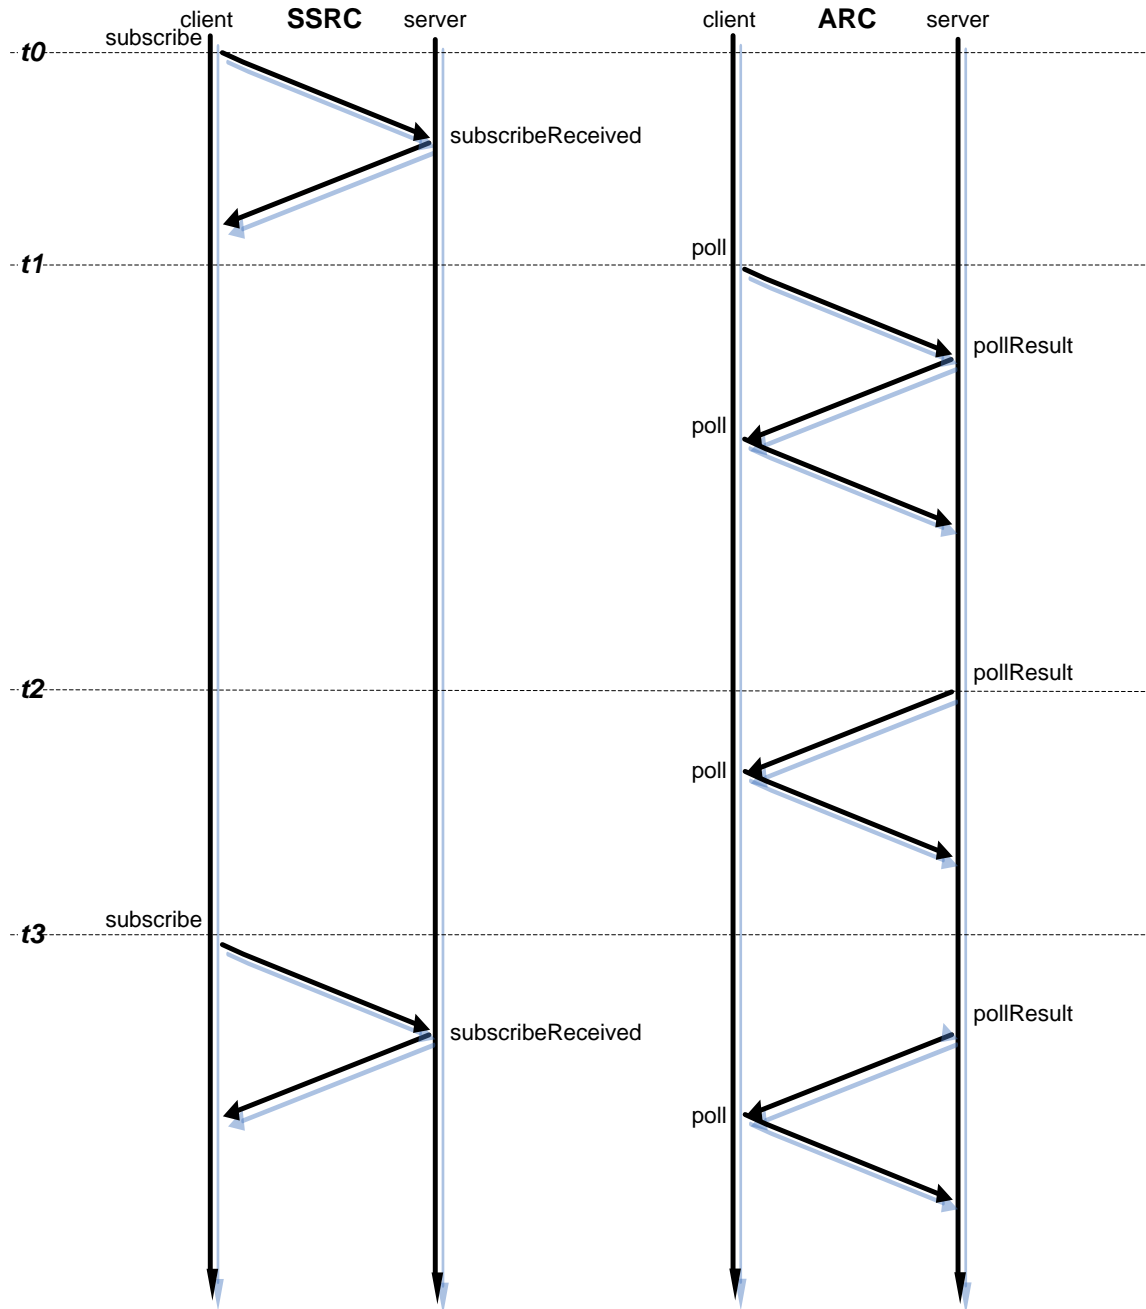 client SSRC server client ARC server
subscribe
t0
subscribeReceived
poll
t1
pollResult
poll
pollResult
t2
poll
subscribe
t3
pollResult
subscribeReceived
poll